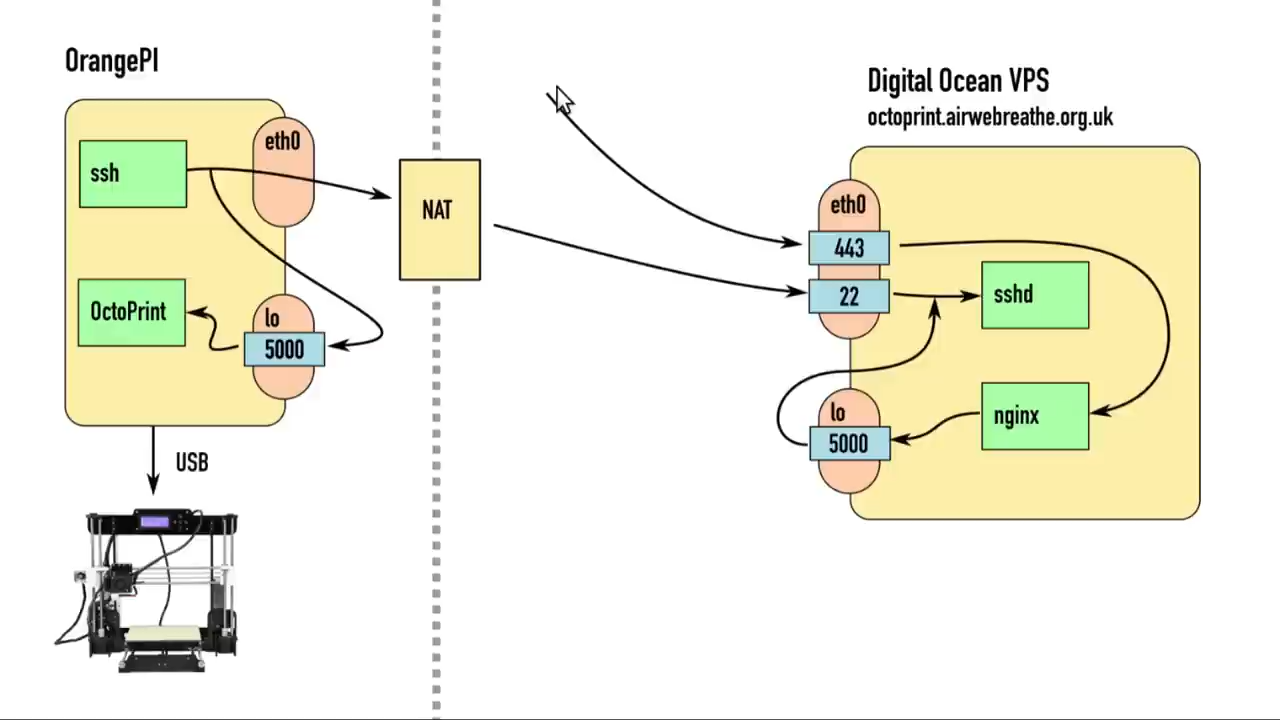 OrangePI
eth0
ssh
NAT
OctoPrint
lo
5000
USB
Digital Ocean VPS
octoprint.airwebreathe.org.uk
eth0
443
22
sshd
lo
5000
nginx